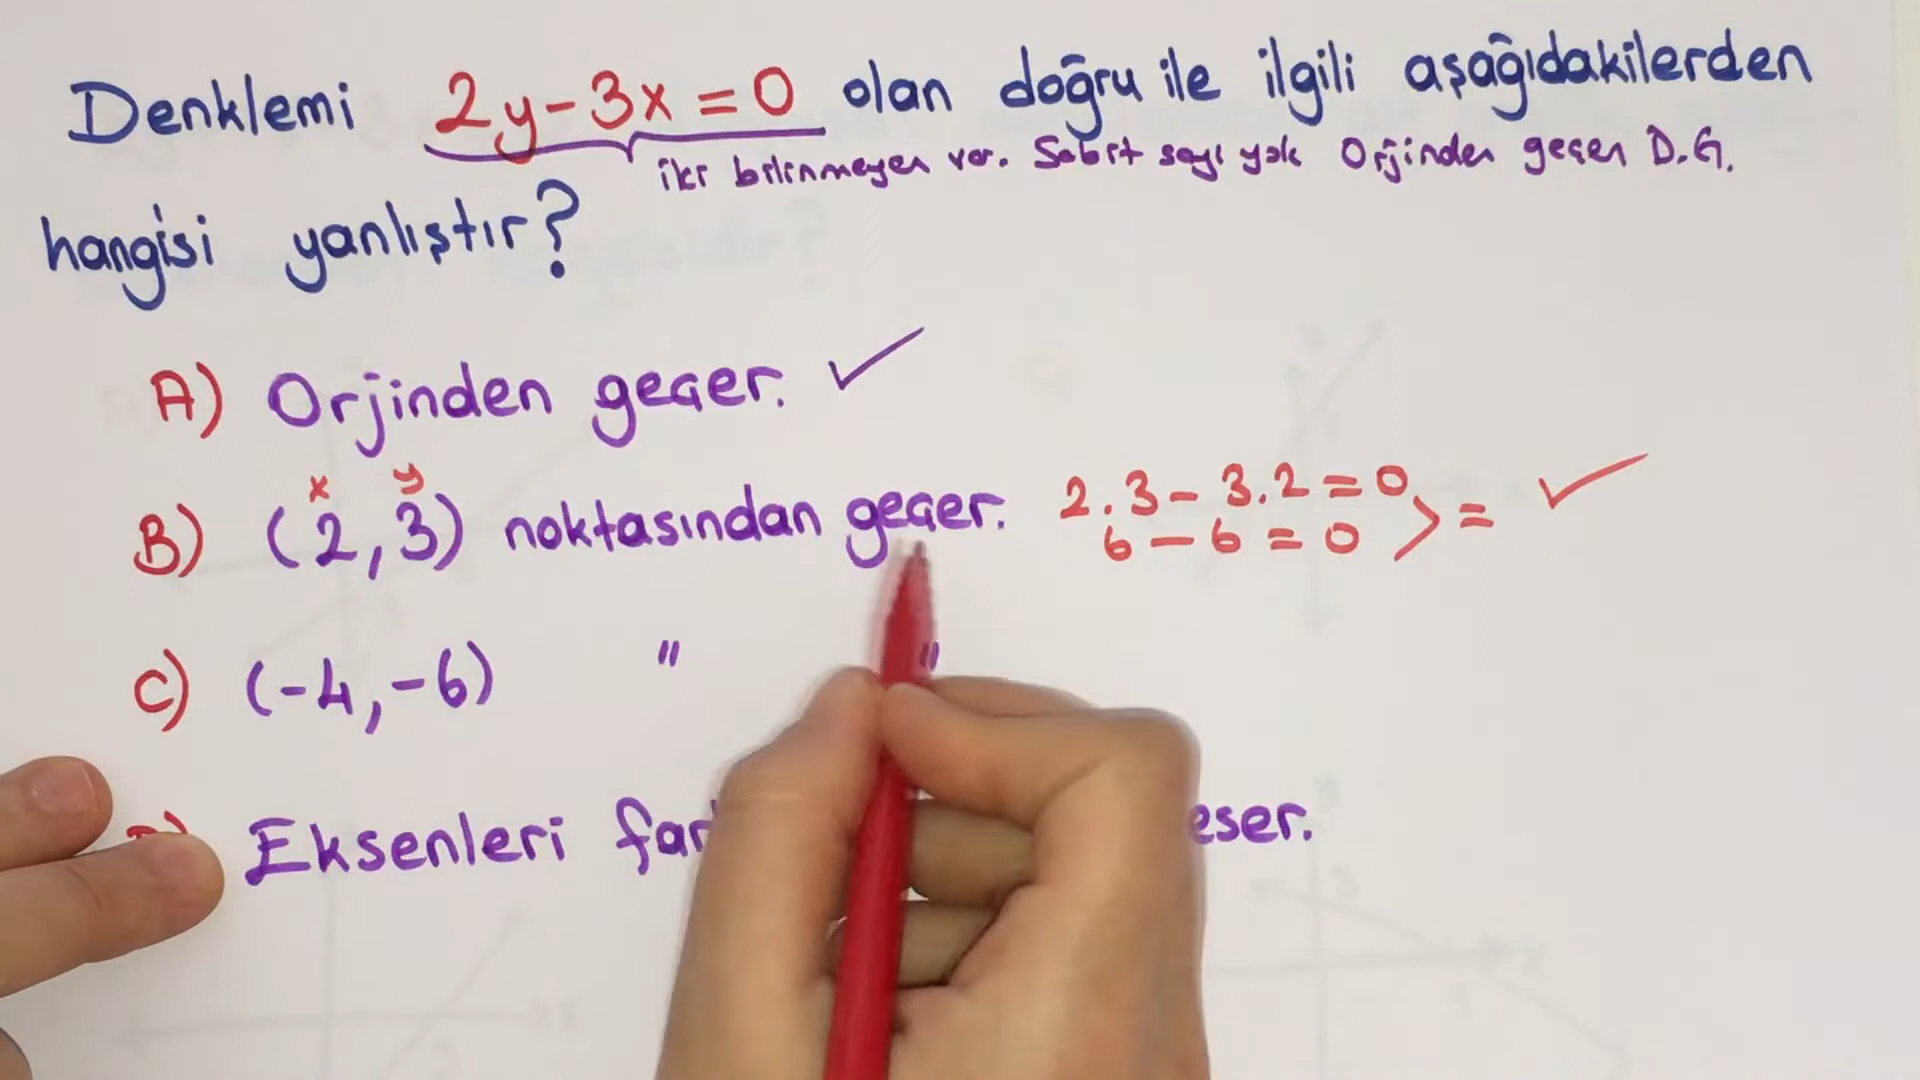 Denklemi 2y-3x=0 olan doğru ile ilgili aşağıdakilerden
iki bilinmeyen var. Sabit sayı yok Orjinden geçen D.G.
hangisi yanlıştır?
A) Orjinden geçer. ✓
x y
B) (2,3) noktasından geçer. 2.3-3.2=0
6-6=0 > = ✓
C) (-4,-6) " "
Eksenleri